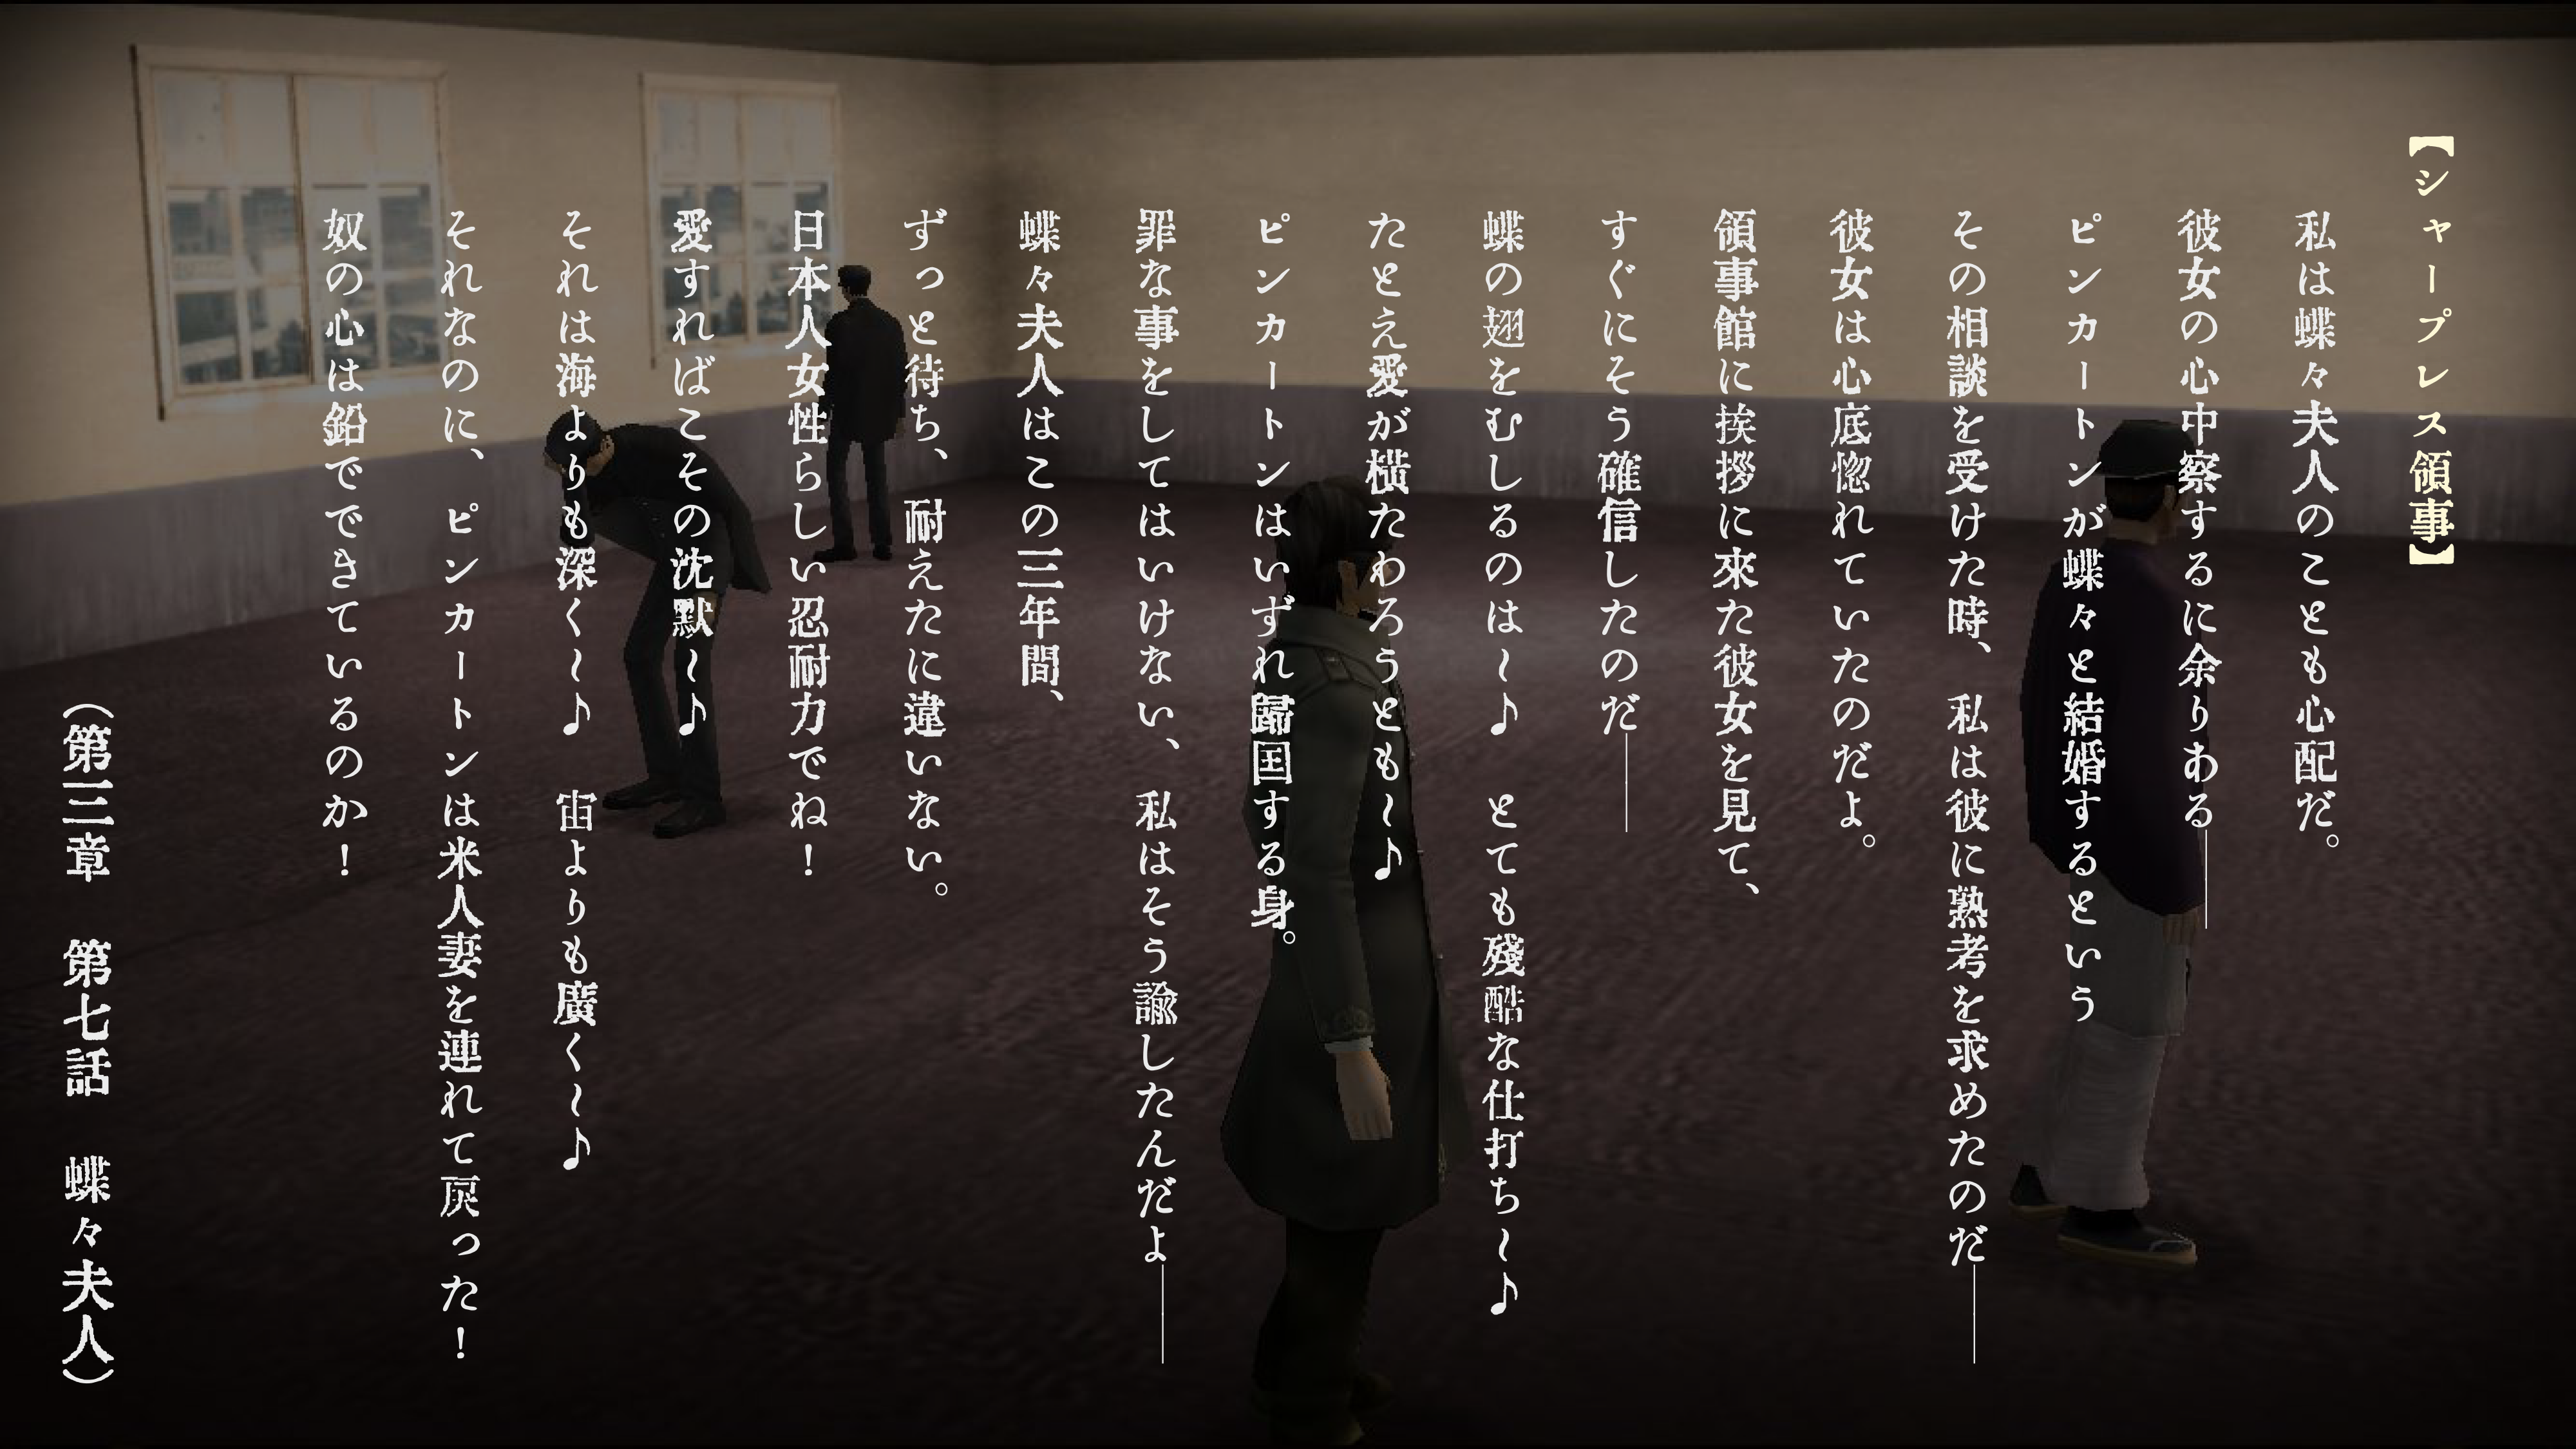 【シャープレス領事】
私は蝶々夫人のことも心配だ。
彼女の心中察するに余りわる――
ピンカートンが蝶々と結婚するという
その相談を受けた時、私は彼に熟考を求めたのだ――
彼女は心底惚れていたのだよ。
領事館に挨拶に來た彼女を見て、
すぐにそう確信したのだ――
蝶の翅をむしるのは～♪　とても殘酷な仕打ち～♪
たとえ愛が横たわろうとも～♪
ピンカートンはいずれ歸国する身。
罪な事をしてはいけない、私はそう諭したんだよ――
蝶々夫人はこの三年間、
ずっと待ち、耐えたに違いない。
日本人女性らしい忍耐力でね！
愛すればこその沈默～♪
それは海よりも深く～♪　宙よりも廣く～♪
それなのに、ピンカートンは米人妻を連れて戻った！
奴の心は鉛でできているのか！
（第三章　第七話　蝶々夫人）